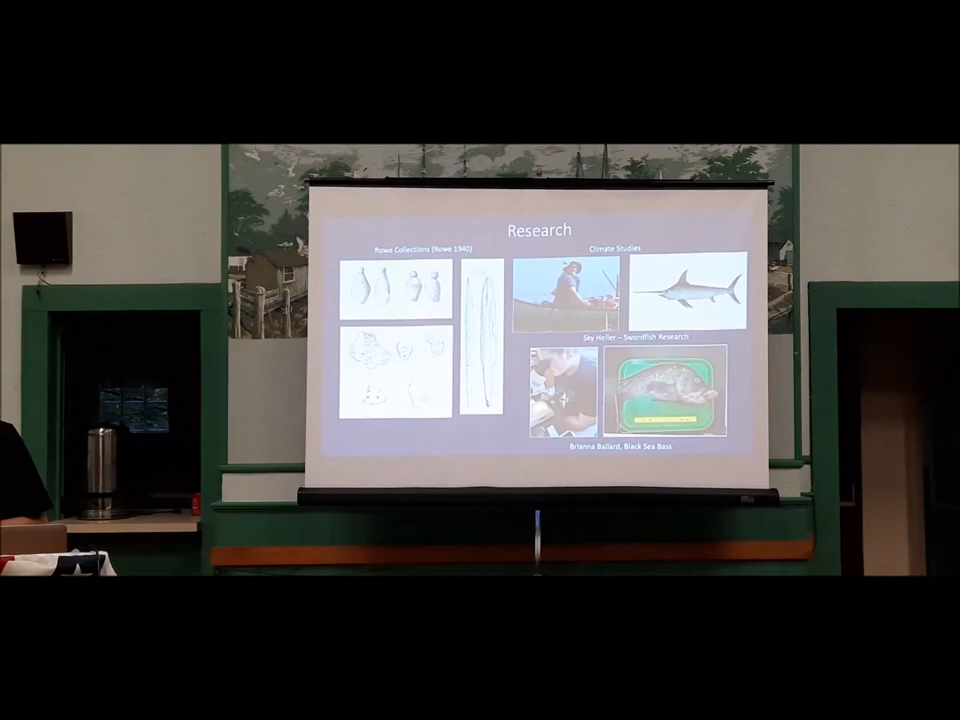 Research
Rowe Collections (Rowe 1940)
Climate Studies
Sky Heller – Swordfish Research
Brianna Ballard, Black Sea Bass